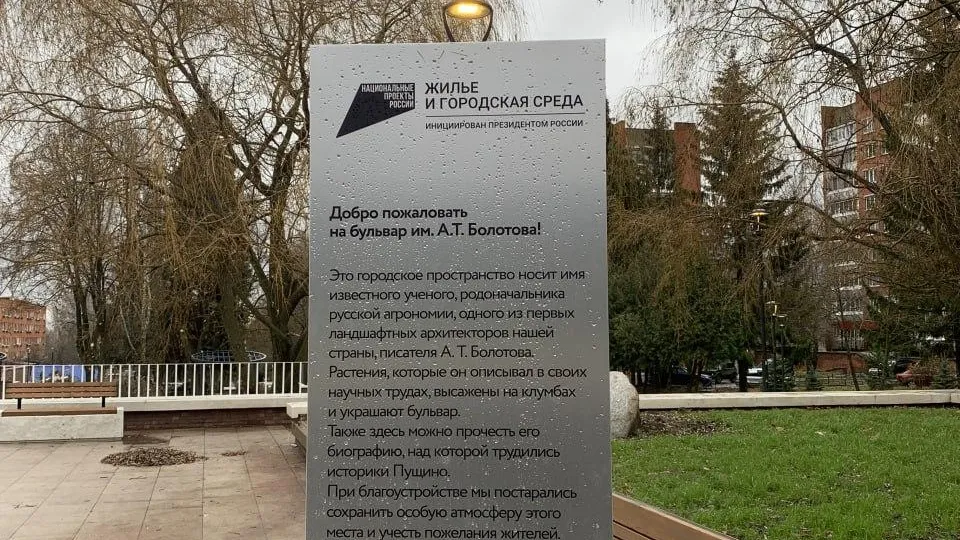 НАЦИОНАЛЬНЫЕ
ПРОЕКТЫ
РОССИИ
ЖИЛЬЕ
И ГОРОДСКАЯ СРЕДА
ИНИЦИИРОВАН ПРЕЗИДЕНТОМ РОССИИ
Добро пожаловать
на бульвар им. А.Т. Болотова!
Это городское пространство носит имя
известного ученого, родоначальника
русской агрономии, одного из первых
ландшафтных архитекторов нашей
страны, писателя А. Т. Болотова.
Растения, которые он описывал в своих
научных трудах, высажены на клумбах
и украшают бульвар.
Также здесь можно прочесть его
биографию, над которой трудились
историки Пущино.
При благоустройстве мы постарались
сохранить особую атмосферу этого
места и учесть пожелания жителей.